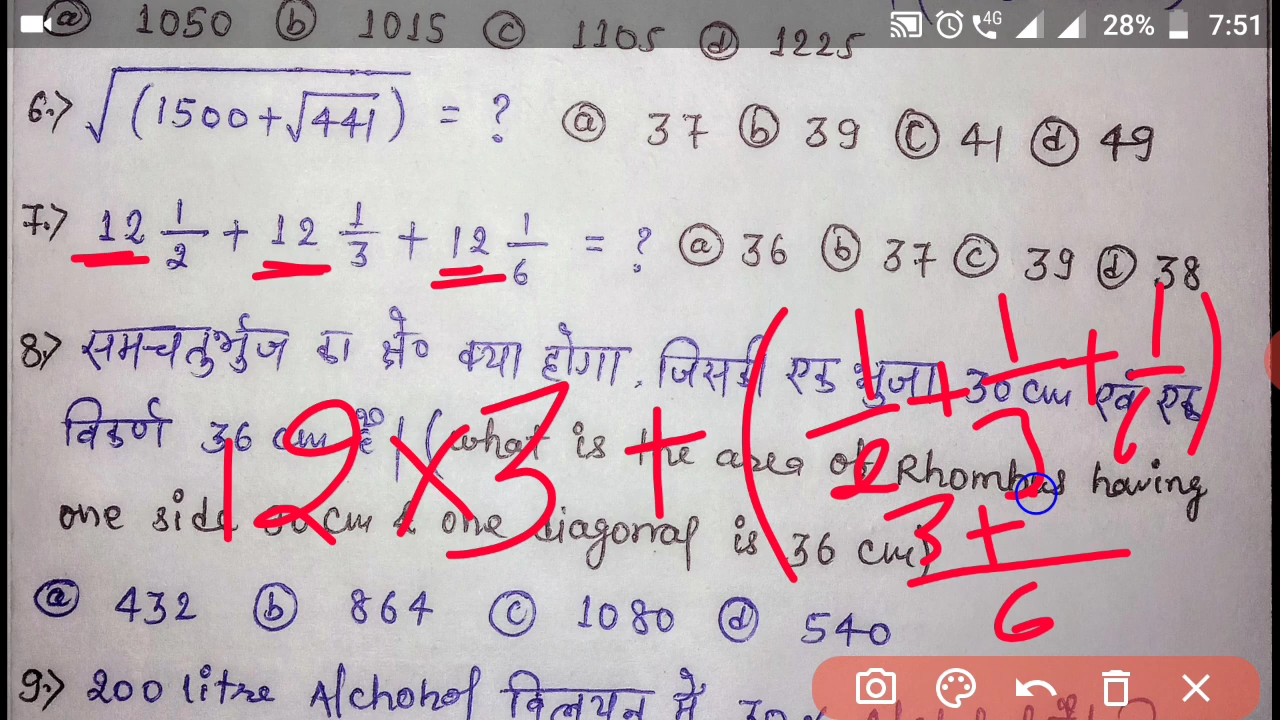 ⓐ 1050 ⓑ 1015 ⓒ 1105 ⓓ 1225
4G 28% 7:51
6.> √(1500+√441) = ? ⓐ 37 ⓑ 39 ⓒ 41 ⓓ 49
7.> 12 1/2 + 12 1/3 + 12 1/6 = ? ⓐ 36 ⓑ 37 ⓒ 39 ⓓ 38
8.> समचतुर्भुज का क्षे० क्या होगा, जिसकी एक भुजा 30 cm एवं एक
विकर्ण 36 cm है। (what is the area of Rhombus having
one side 30 cm & one diagonal is 36 cm)
12 × 3 + (1/2 + 1/3 + 1/6)
3 +
6
ⓐ 432 ⓑ 864 ⓒ 1080 ⓓ 540
9.> 200 litre Alchohol विलयन में